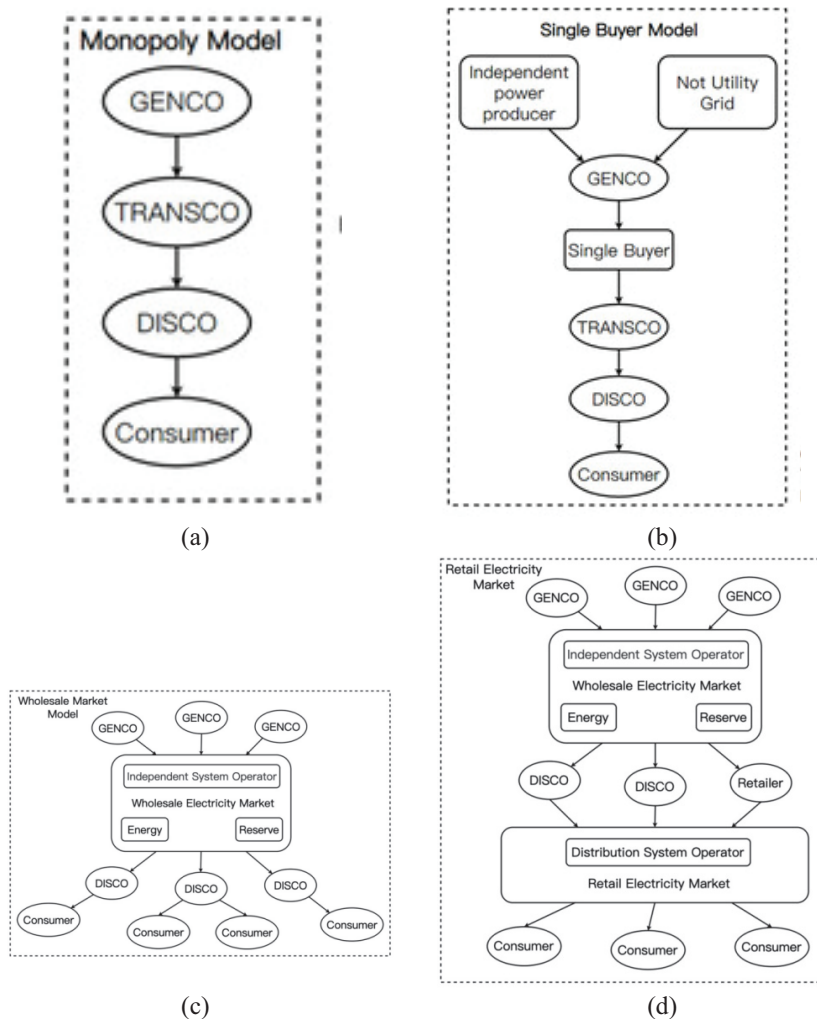 Monopoly Model
GENCO
TRANSCO
DISCO
Consumer
(a)
Single Buyer Model
Independent
power
producer
Not Utility
Grid
GENCO
Single Buyer
TRANSCO
DISCO
Consumer
(b)
Wholesale Market
Model
GENCO
GENCO
GENCO
Independent System Operator
Wholesale Electricity Market
Energy
Reserve
DISCO
DISCO
DISCO
Consumer
Consumer
Consumer
Consumer
(c)
Retail Electricity
Market
GENCO
GENCO
GENCO
Independent System Operator
Wholesale Electricity Market
Energy
Reserve
DISCO
DISCO
Retailer
Distribution System Operator
Retail Electricity Market
Consumer
Consumer
Consumer
(d)